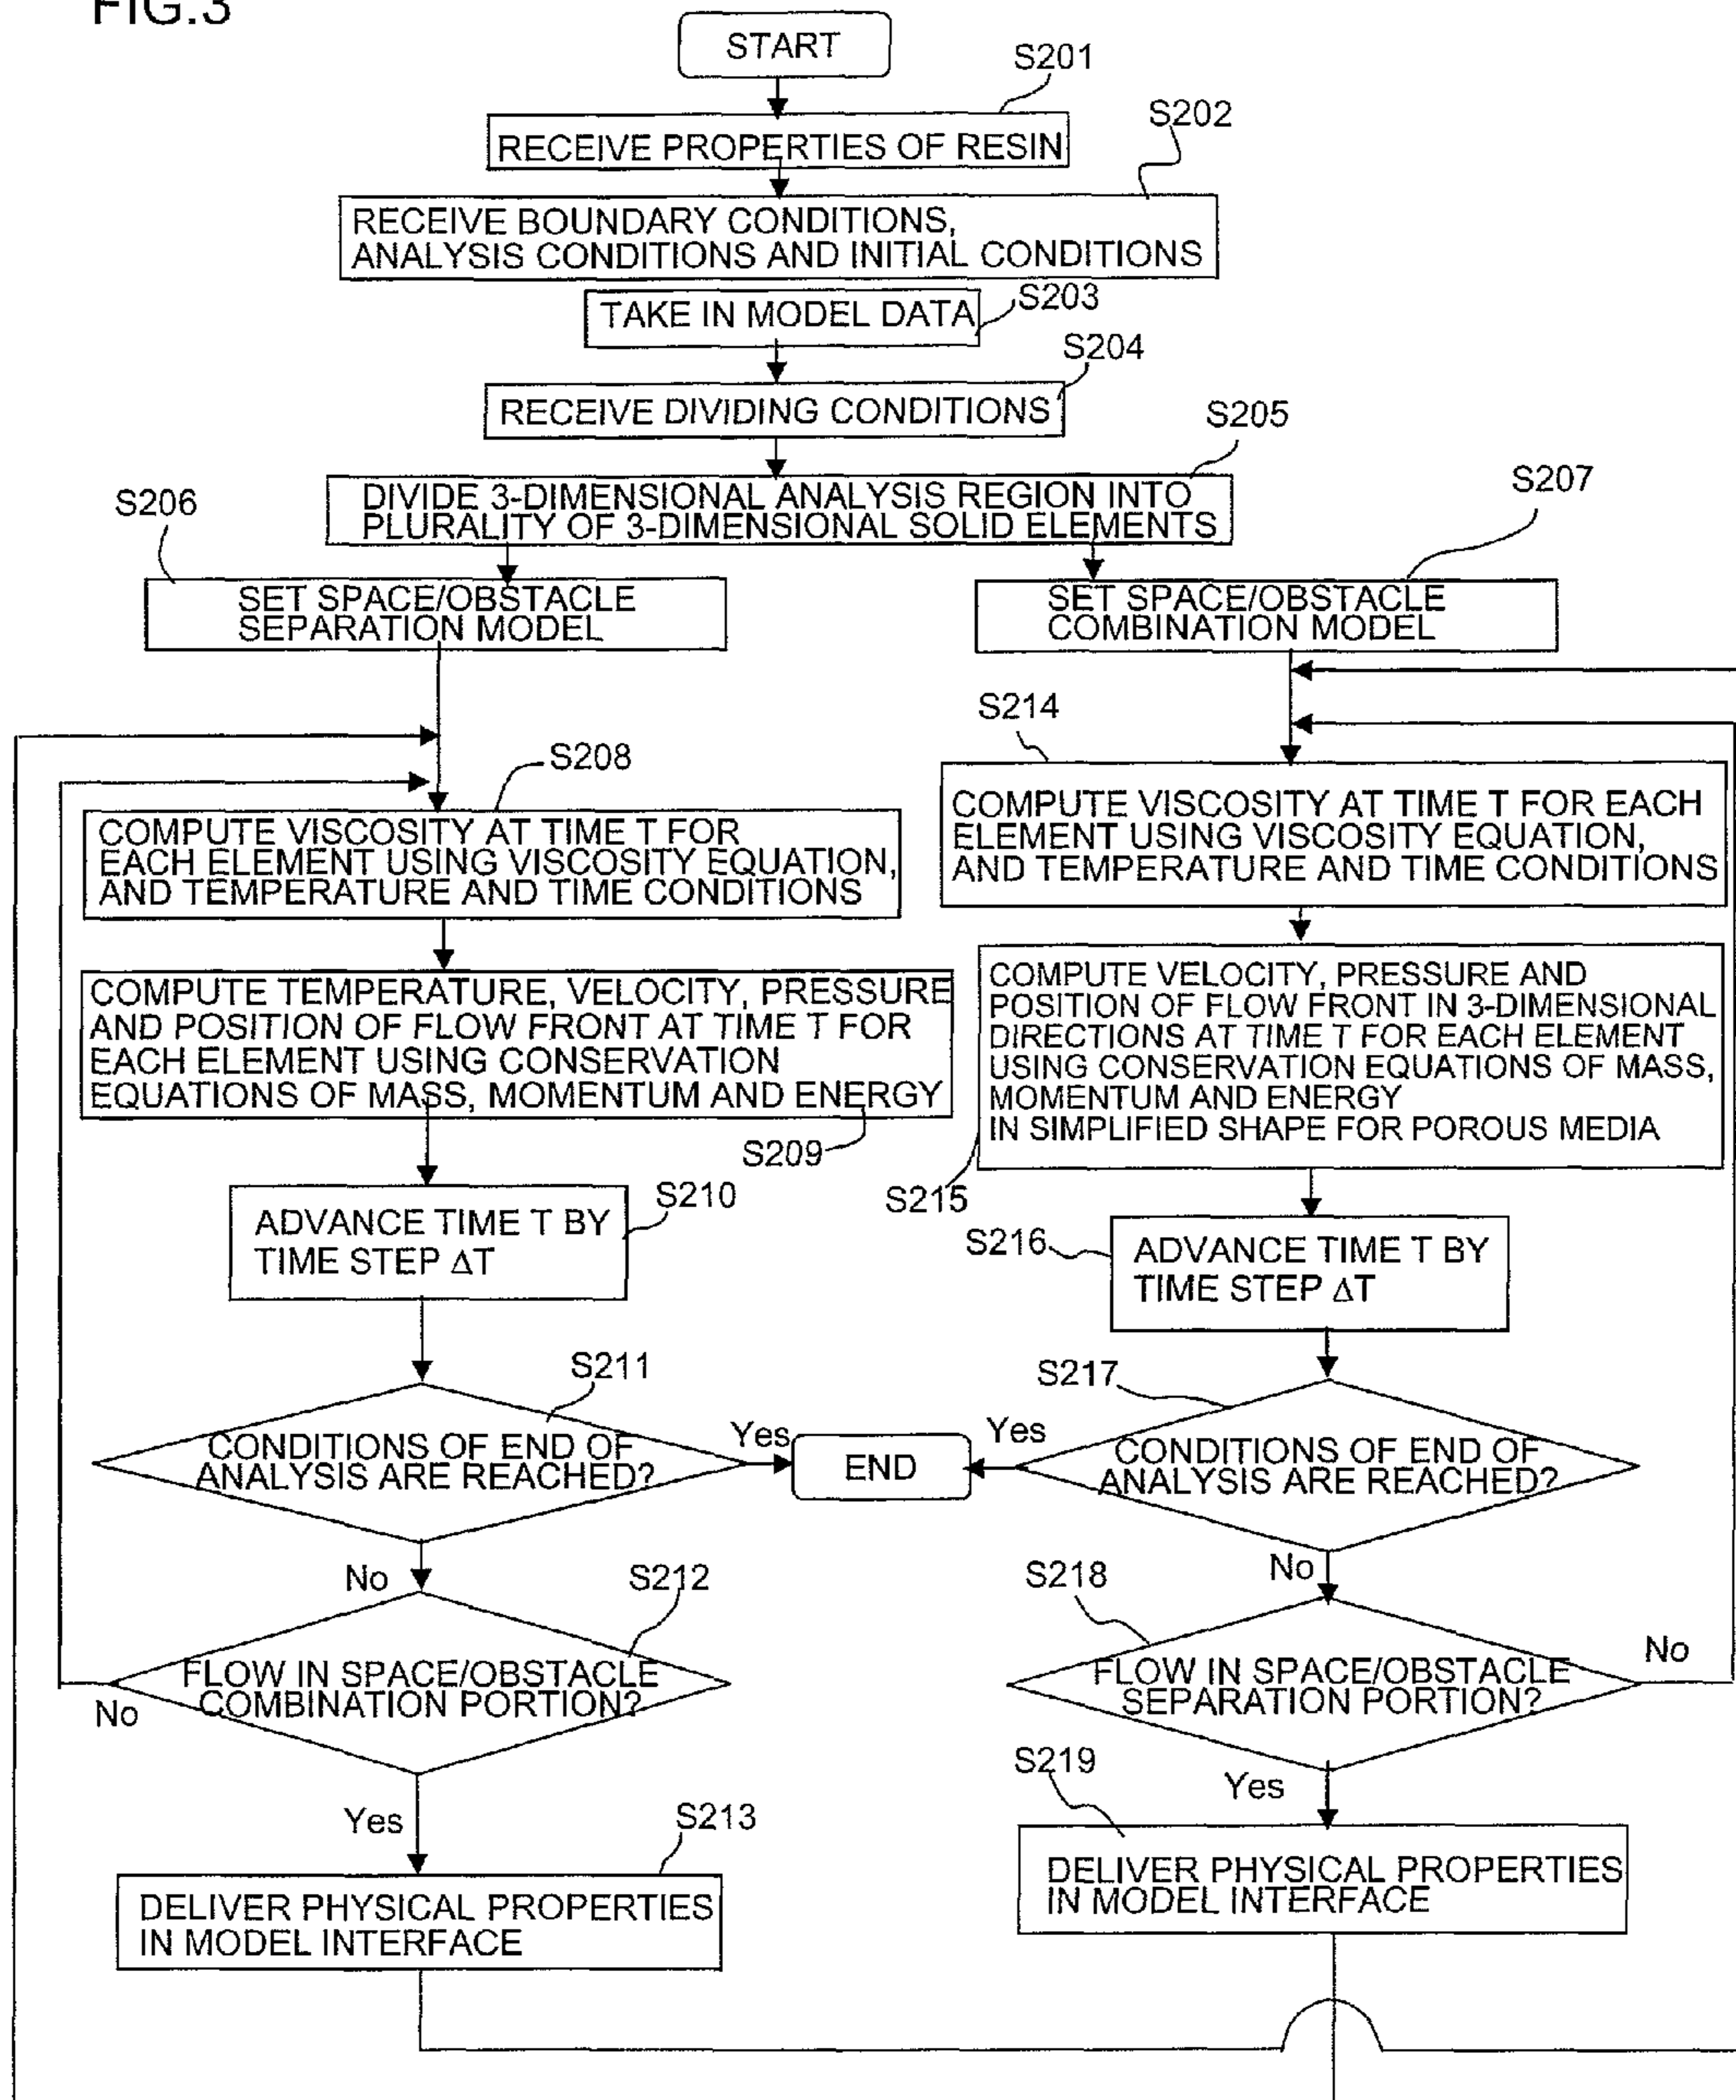 FIG.3
START
S201
RECEIVE PROPERTIES OF RESIN
S202
RECEIVE BOUNDARY CONDITIONS,
ANALYSIS CONDITIONS AND INITIAL CONDITIONS
TAKE IN MODEL DATA
S203
S204
RECEIVE DIVIDING CONDITIONS
S205
DIVIDE 3-DIMENSIONAL ANALYSIS REGION INTO
PLURALITY OF 3-DIMENSIONAL SOLID ELEMENTS
S206
SET SPACE/OBSTACLE
SEPARATION MODEL
S207
SET SPACE/OBSTACLE
COMBINATION MODEL
S208
COMPUTE VISCOSITY AT TIME T FOR
EACH ELEMENT USING VISCOSITY EQUATION,
AND TEMPERATURE AND TIME CONDITIONS
COMPUTE TEMPERATURE, VELOCITY, PRESSURE
AND POSITION OF FLOW FRONT AT TIME T FOR
EACH ELEMENT USING CONSERVATION
EQUATIONS OF MASS, MOMENTUM AND ENERGY
S209
S210
ADVANCE TIME T BY
TIME STEP ΔT
S211
CONDITIONS OF END OF
ANALYSIS ARE REACHED?
Yes
No
S212
FLOW IN SPACE/OBSTACLE
COMBINATION PORTION?
No
Yes
S213
DELIVER PHYSICAL PROPERTIES
IN MODEL INTERFACE
END
S214
COMPUTE VISCOSITY AT TIME T FOR EACH
ELEMENT USING VISCOSITY EQUATION,
AND TEMPERATURE AND TIME CONDITIONS
COMPUTE VELOCITY, PRESSURE AND
POSITION OF FLOW FRONT IN 3-DIMENSIONAL
DIRECTIONS AT TIME T FOR EACH ELEMENT
USING CONSERVATION EQUATIONS OF MASS,
MOMENTUM AND ENERGY
IN SIMPLIFIED SHAPE FOR POROUS MEDIA
S215
S216
ADVANCE TIME T BY
TIME STEP ΔT
S217
Yes
CONDITIONS OF END OF
ANALYSIS ARE REACHED?
No
S218
FLOW IN SPACE/OBSTACLE
SEPARATION PORTION?
No
Yes
S219
DELIVER PHYSICAL PROPERTIES
IN MODEL INTERFACE